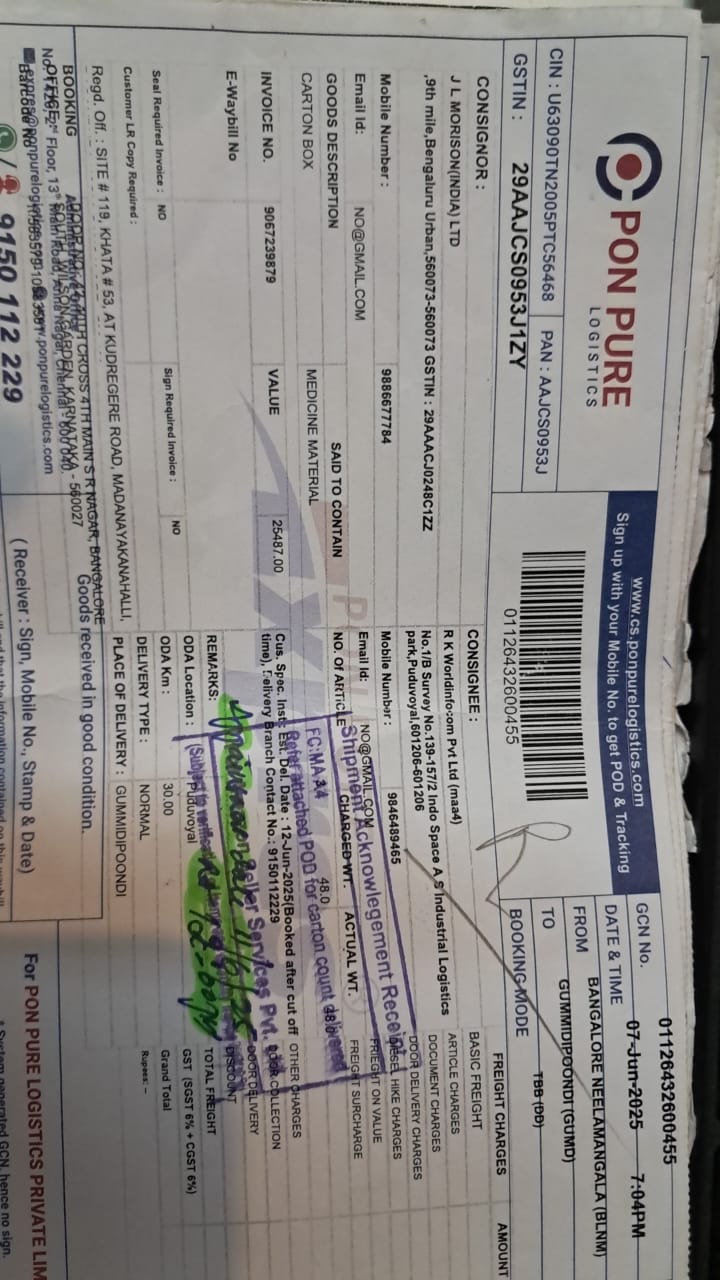 PON PURE
LOGISTICS
www.cs.ponpurelogistics.com
Sign up with your Mobile No. to get POD & Tracking
CIN : U63090TN2005PTC56468 PAN : AAJCS0953J
GSTIN : 29AAJCS0953J1ZY
01126432600455
GCN No. 01126432600455
DATE & TIME 07-Jun-2025 7:04PM
FROM BANGALORE NEELAMANGALA (BLNM)
TO GUMMIDIPOONDI (GUMD)
BOOKING MODE TBB (DD)
CONSIGNOR :
J L MORISON(INDIA) LTD
,9th mile,Bengaluru Urban,560073-560073 GSTIN : 29AAACJ0248C1ZZ
Mobile Number : 9886677784
Email Id: NO@GMAIL.COM
CONSIGNEE :
R K Worldinfocom Pvt Ltd (maa4)
No.1/B Survey No.139-157/2 Indo Space A S Industrial Logistics
park,Puduvoyal,601206-601206
Mobile Number : 9846489465
Email Id: NO@GMAIL.COM
GOODS DESCRIPTION SAID TO CONTAIN NO. OF ARTICLE CHARGED WT. ACTUAL WT.
CARTON BOX MEDICINE MATERIAL 48.0
INVOICE NO. VALUE
9067239879 25487.00
E-Waybill No
Cus. Spec. Inst: Est. Del. Date : 12-Jun-2025(Booked after cut off
time), Delivery Branch Contact No.: 9150112229
REMARKS:
Seal Required Invoice : NO Sign Required Invoice : NO
Customer LR Copy Required :
ODA Location : Puduvoyal
ODA Km : 30.00
DELIVERY TYPE : NORMAL
PLACE OF DELIVERY : GUMMIDIPOONDI
FREIGHT CHARGES AMOUNT
BASIC FREIGHT
ARTICLE CHARGES
DOCUMENT CHARGES
DOOR DELIVERY CHARGES
DIESEL HIKE CHARGES
FRIEGHT ON VALUE
FREIGHT SURCHARGE
OTHER CHARGES
DOOR COLLECTION
DOOR DELIVERY
DISCOUNT
TOTAL FREIGHT
GST (SGST 6% + CGST 6%)
Grand Total
Rupees: –
Shipment Acknowlegement Receipt
FC:MAA4
Refer attached POD for carton count delivered
Seller Services Pvt.
Regd. Off. : SITE # 119, KHATA # 53, AT KUDREGERE ROAD, MADANAYAKANAHALLI,
BOOKING
OFFICE
Goods received in good condition.
( Receiver : Sign, Mobile No., Stamp & Date)
9150 112 229
For PON PURE LOGISTICS PRIVATE LIM